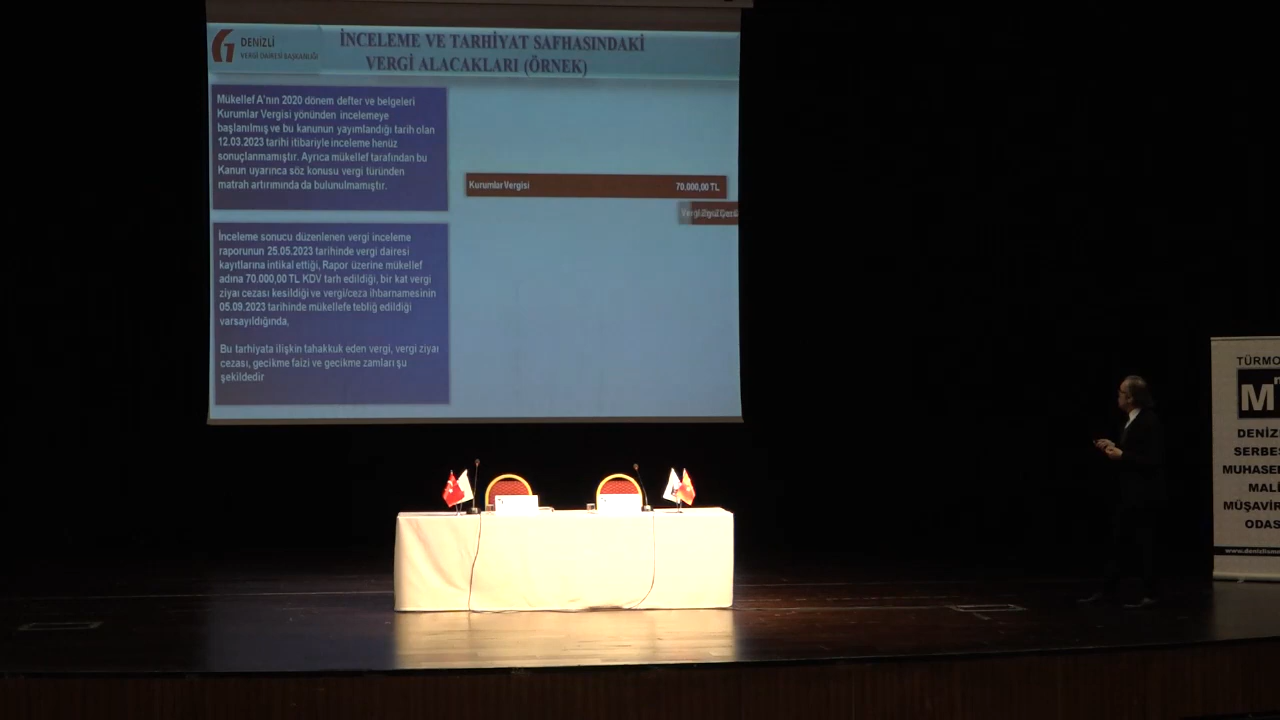 DENİZLİ
VERGİ DAİRESİ BAŞKANLIĞI
İNCELEME VE TARHİYAT SAFHASINDAKİ
VERGİ ALACAKLARI (ÖRNEK)
Mükellef A'nın 2020 dönem defter ve belgeleri
Kurumlar Vergisi yönünden incelemeye
başlanılmış ve bu kanunun yayımlandığı tarih olan
12.03.2023 tarihi itibariyle inceleme henüz
sonuçlanmamıştır. Ayrıca mükellef tarafından bu
Kanun uyarınca söz konusu vergi türünden
matrah artırımında da bulunulmamıştır.
İnceleme sonucu düzenlenen vergi inceleme
raporunun 25.05.2023 tarihinde vergi dairesi
kayıtlarına intikal ettiği, Rapor üzerine mükellef
adına 70.000,00 TL KDV tarh edildiği, bir kat vergi
ziyaı cezası kesildiği ve vergi/ceza ihbarnamesinin
05.09.2023 tarihinde mükellefe tebliğ edildiği
varsayıldığında,
Bu tarhiyata ilişkin tahakkuk eden vergi, vergi ziyaı
cezası, gecikme faizi ve gecikme zamları şu
şekildedir
Kurumlar Vergisi 70.000,00 TL
TÜRMO
M
DENİZ
SERBES
MUHASE
MALİ
MÜŞAVİR
ODAS
www.denizlism